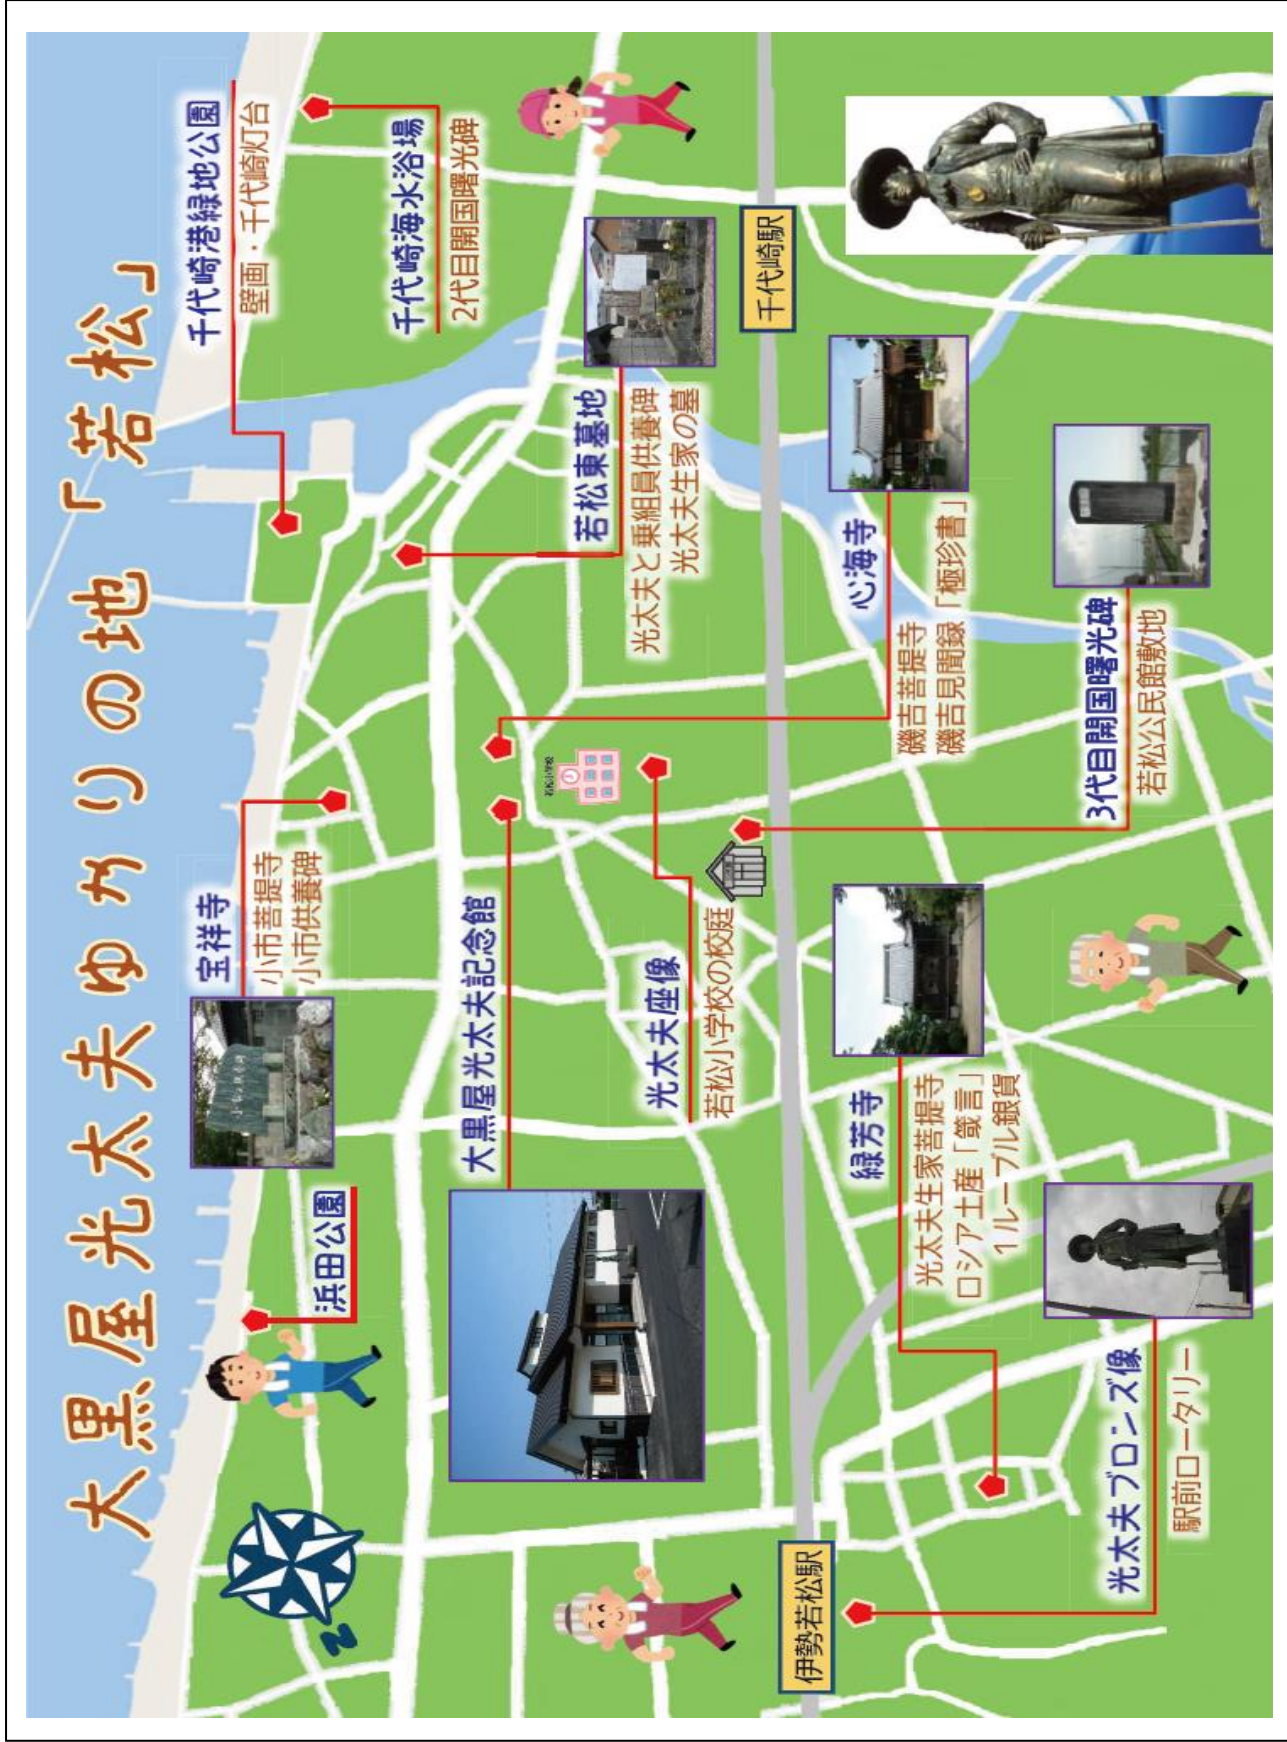 大黒屋光太夫ゆかりの地 「若松」
浜田公園
宝祥寺
小市菩提寺
小市供養碑
千代崎港緑地公園
壁画・千代崎灯台
千代崎海水浴場
2代目開国曙光碑
大黒屋光太夫記念館
若松小学校
若松東墓地
光太夫と乗組員供養碑
光太夫生家の墓
光太夫座像
若松小学校の校庭
伊勢若松駅
千代崎駅
緑芳寺
光太夫生家菩提寺
ロシア土産「箴言」
1ルーブル銀貨
心海寺
磯吉菩提寺
磯吉見聞録「極珍書」
光太夫ブロンズ像
駅前ロータリー
3代目開国曙光碑
若松公民館敷地
N